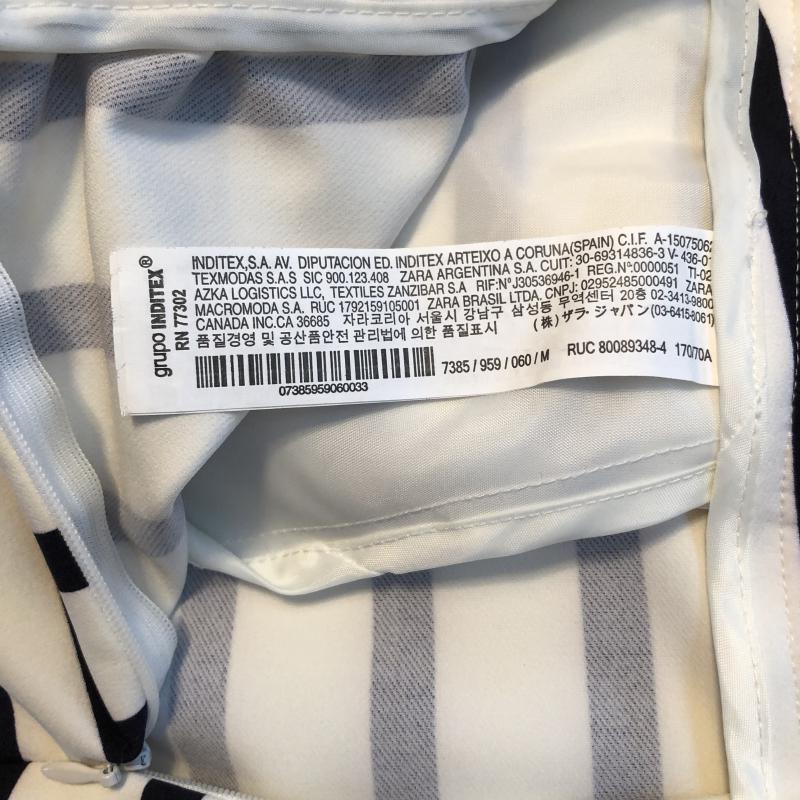 grupo INDITEX®
RN 77302
INDITEX,S.A. AV. DIPUTACION ED. INDITEX ARTEIXO A CORUNA(SPAIN) C.I.F. A-15075062
TEXMODAS S.A.S SIC 900.123.408 ZARA ARGENTINA S.A. CUIT: 30-69314836-3 V- 436-01
AZKA LOGISTICS LLC, TEXTILES ZANZIBAR S.A RIF:Nº J30536946-1 REG.Nº:0000051 TI-02
MACROMODA S.A. RUC 1792159105001 ZARA BRASIL LTDA. CNPJ: 02952485000491 ZARA
CANADA INC.CA 36685 자라코리아 서울시 강남구 삼성동 무역센터 20층 02-3413-9800
품질경영 및 공산품안전 관리법에 의한 품질표시 (株) ザラ・ジャパン(03-6415-8061)
07385959060033
7385 / 959 / 060 / M RUC 80089348-4 170/70A